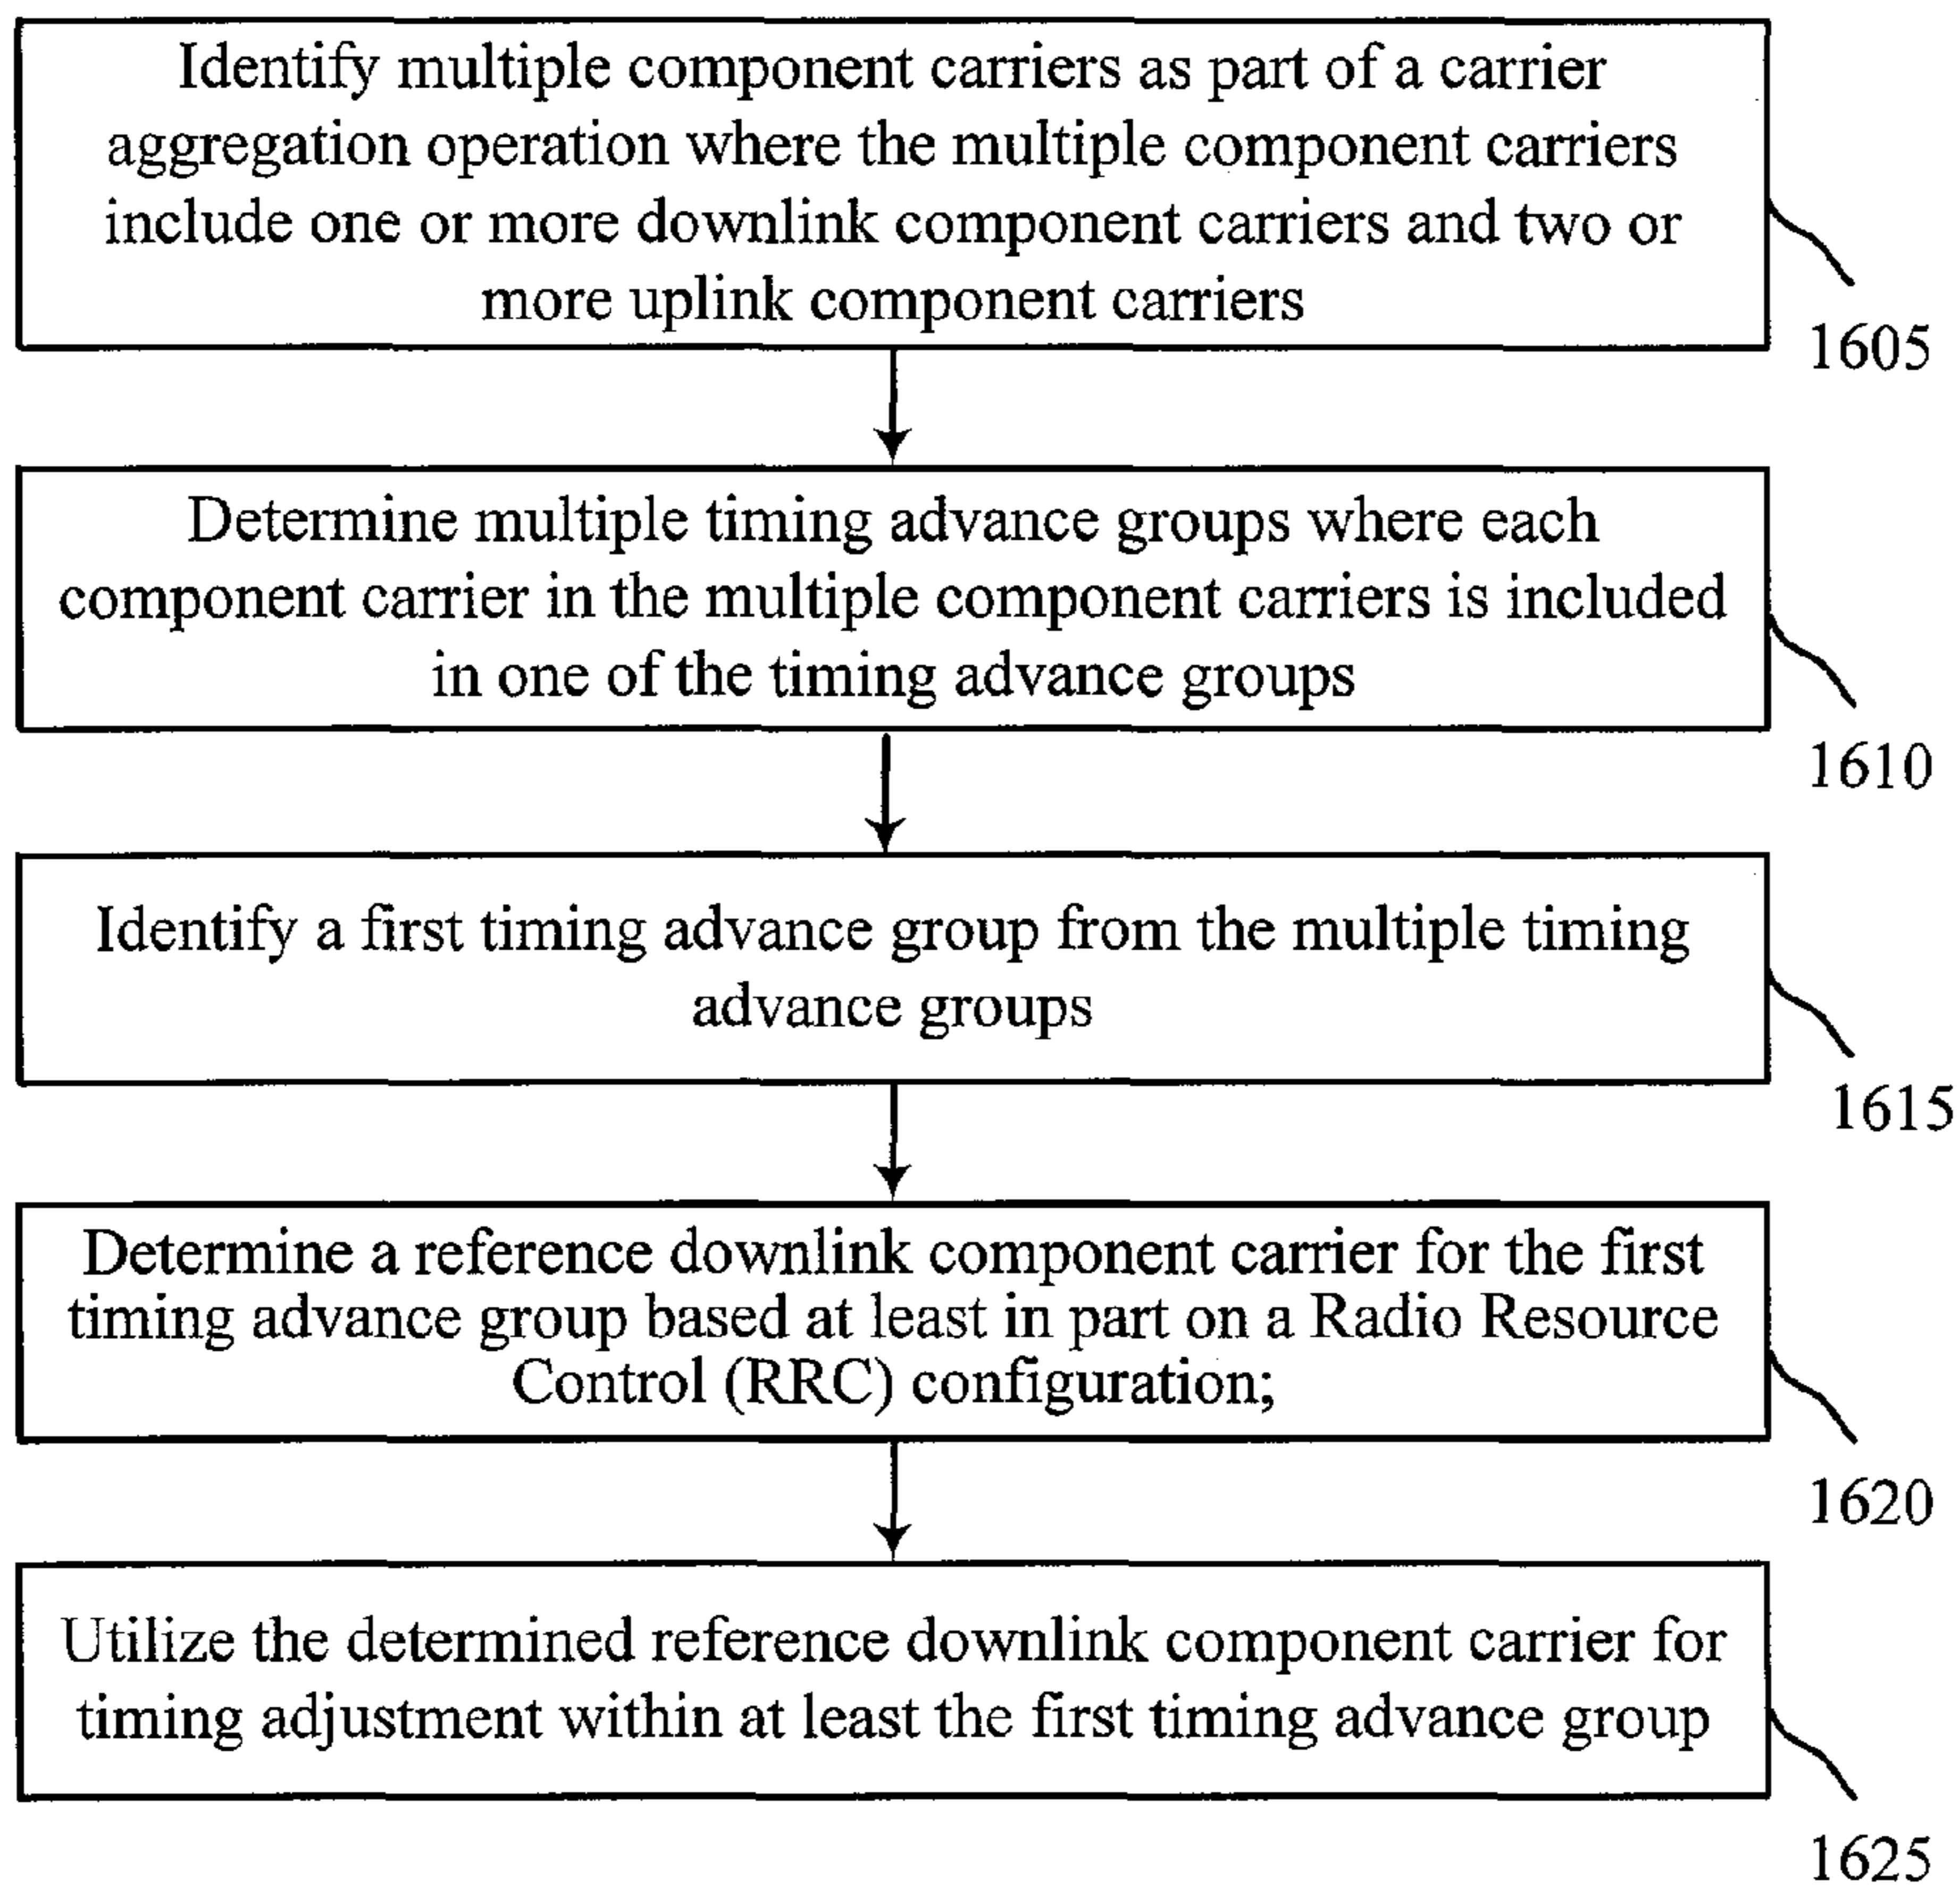 Identify multiple component carriers as part of a carrier
aggregation operation where the multiple component carriers
include one or more downlink component carriers and two or
more uplink component carriers
1605
Determine multiple timing advance groups where each
component carrier in the multiple component carriers is included
in one of the timing advance groups
1610
Identify a first timing advance group from the multiple timing
advance groups
1615
Determine a reference downlink component carrier for the first
timing advance group based at least in part on a Radio Resource
Control (RRC) configuration;
1620
Utilize the determined reference downlink component carrier for
timing adjustment within at least the first timing advance group
1625